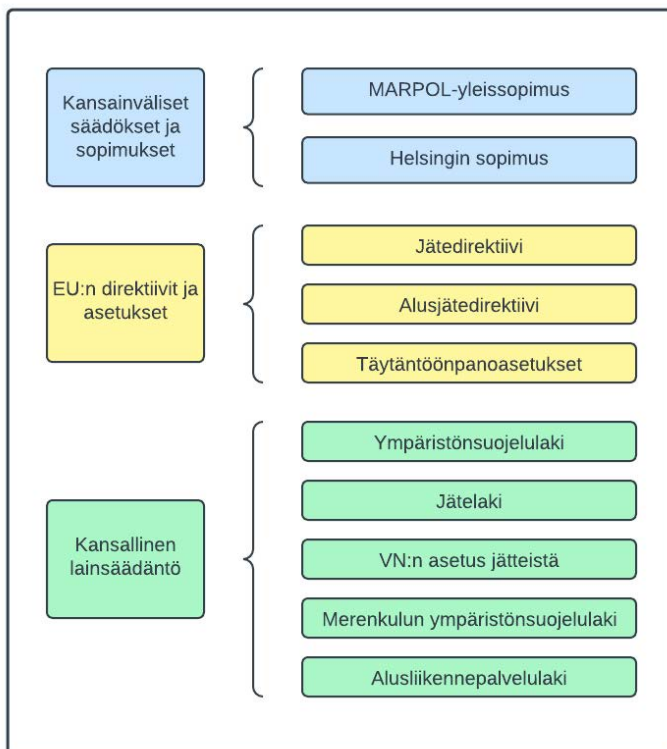 Kansainväliset
säädökset ja
sopimukset
MARPOL-yleissopimus
Helsingin sopimus
EU:n direktiivit ja
asetukset
Jätedirektiivi
Alusjätedirektiivi
Täytäntöönpanoasetukset
Kansallinen
lainsäädäntö
Ympäristönsuojelulaki
Jätelaki
VN:n asetus jätteistä
Merenkulun ympäristönsuojelulaki
Alusliikennepalvelulaki